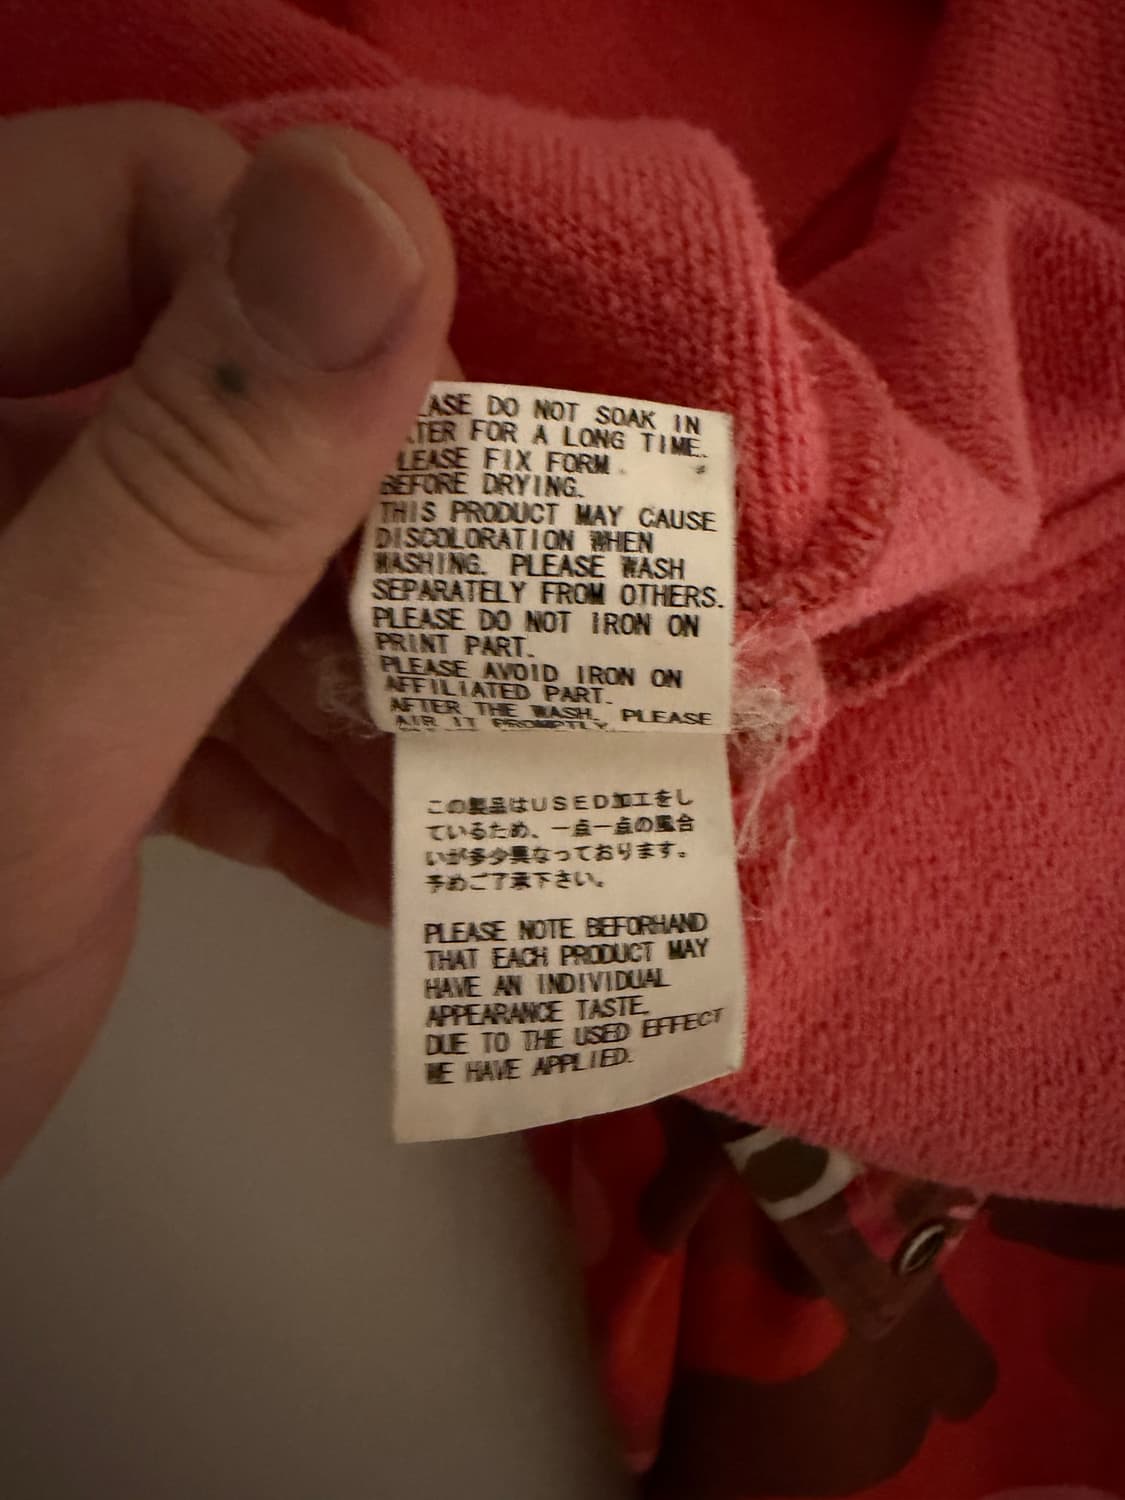 DO NOT SOAK IN
FOR A LONG TIME.
FIX FORM
BEFORE DRYING.
THIS PRODUCT MAY CAUSE
DISCOLORATION WHEN
WASHING. PLEASE WASH
SEPARATELY FROM OTHERS.
PLEASE DO NOT IRON ON
PRINT PART.
PLEASE AVOID IRON ON
AFFILIATED PART.
AFTER THE WASH, PLEASE
AIR IT PROMPTLY.
この製品はUSED加工をし
ているため、一点一点の風合
いが多少異なっております。
予めご了承下さい。
PLEASE NOTE BEFORHAND
THAT EACH PRODUCT MAY
HAVE AN INDIVIDUAL
APPEARANCE TASTE.
DUE TO THE USED EFFECT
WE HAVE APPLIED.